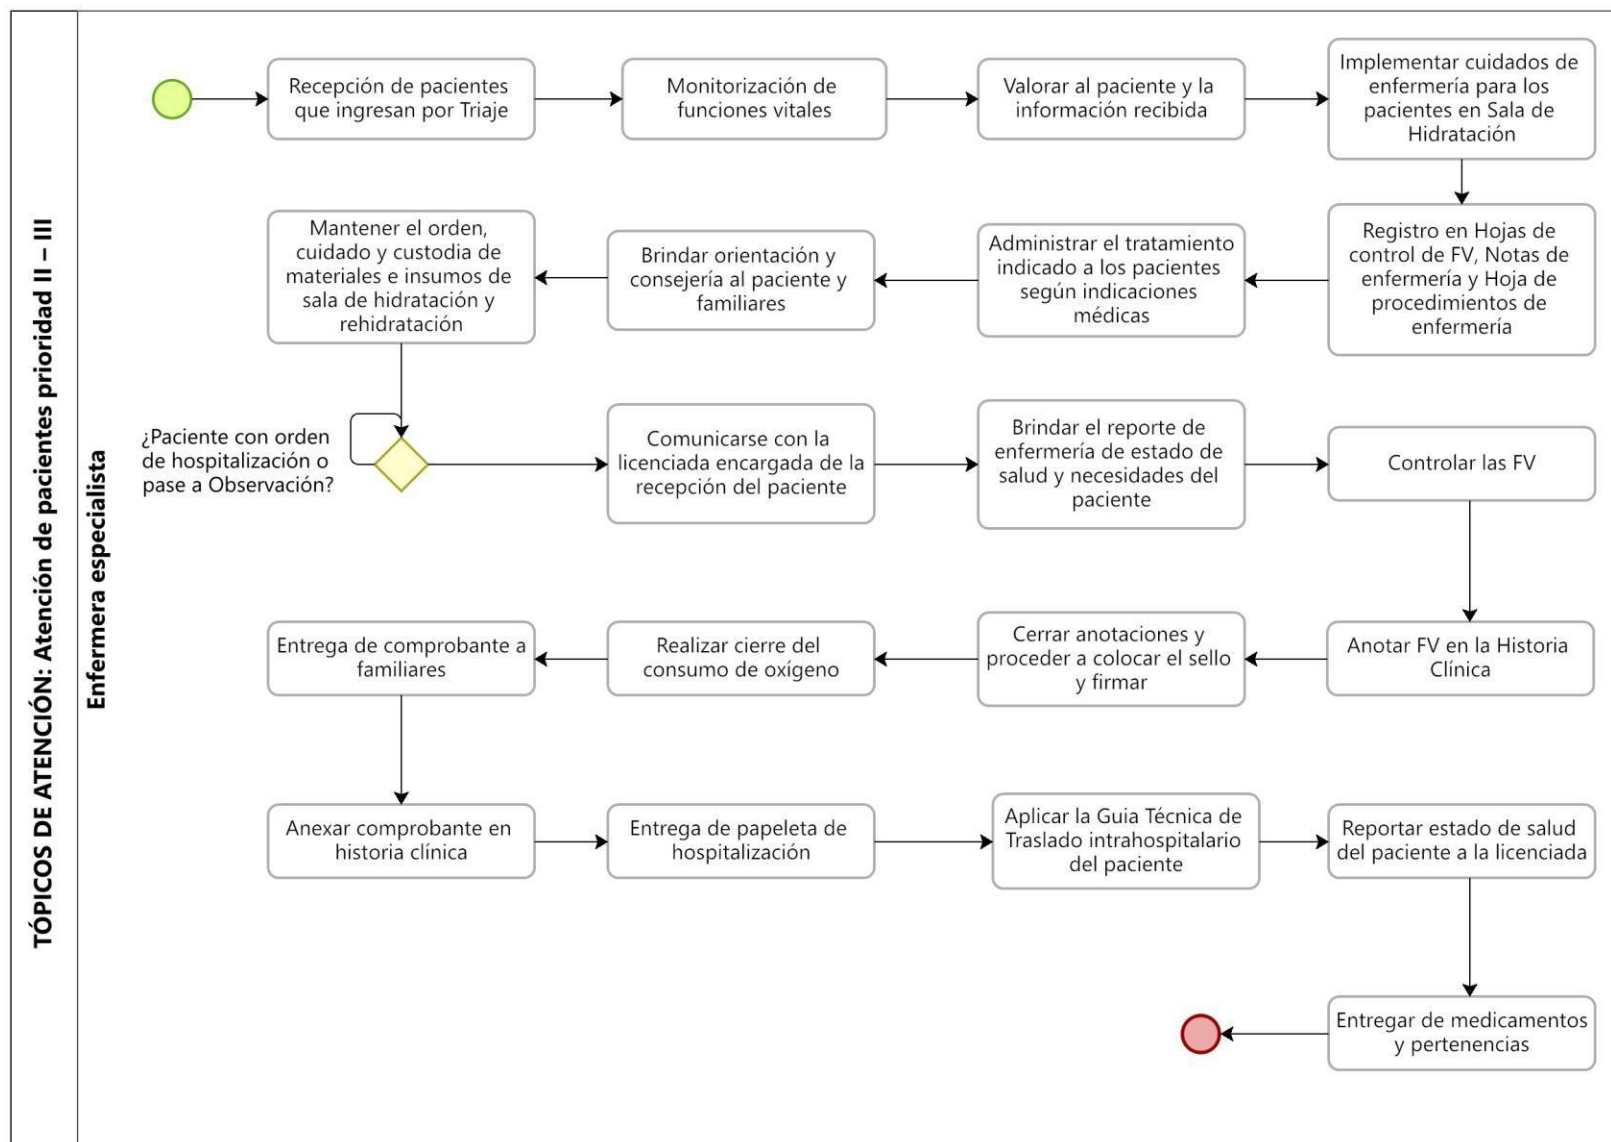 TÓPICOS DE ATENCIÓN: Atención de pacientes prioridad II – III
Enfermera especialista
Recepción de pacientes
que ingresan por Triaje
Monitorización de
funciones vitales
Valorar al paciente y la
información recibida
Implementar cuidados de
enfermería para los
pacientes en Sala de
Hidratación
Registro en Hojas de
control de FV, Notas de
enfermería y Hoja de
procedimientos de
enfermería
Administrar el tratamiento
indicado a los pacientes
según indicaciones
médicas
Brindar orientación y
consejería al paciente y
familiares
Mantener el orden,
cuidado y custodia de
materiales e insumos de
sala de hidratación y
rehidratación
¿Paciente con orden
de hospitalización o
pase a Observación?
Comunicarse con la
licenciada encargada de la
recepción del paciente
Brindar el reporte de
enfermería de estado de
salud y necesidades del
paciente
Controlar las FV
Anotar FV en la Historia
Clínica
Cerrar anotaciones y
proceder a colocar el sello
y firmar
Realizar cierre del
consumo de oxígeno
Entrega de comprobante a
familiares
Anexar comprobante en
historia clínica
Entrega de papeleta de
hospitalización
Aplicar la Guia Técnica de
Traslado intrahospitalario
del paciente
Reportar estado de salud
del paciente a la licenciada
Entregar de medicamentos
y pertenencias